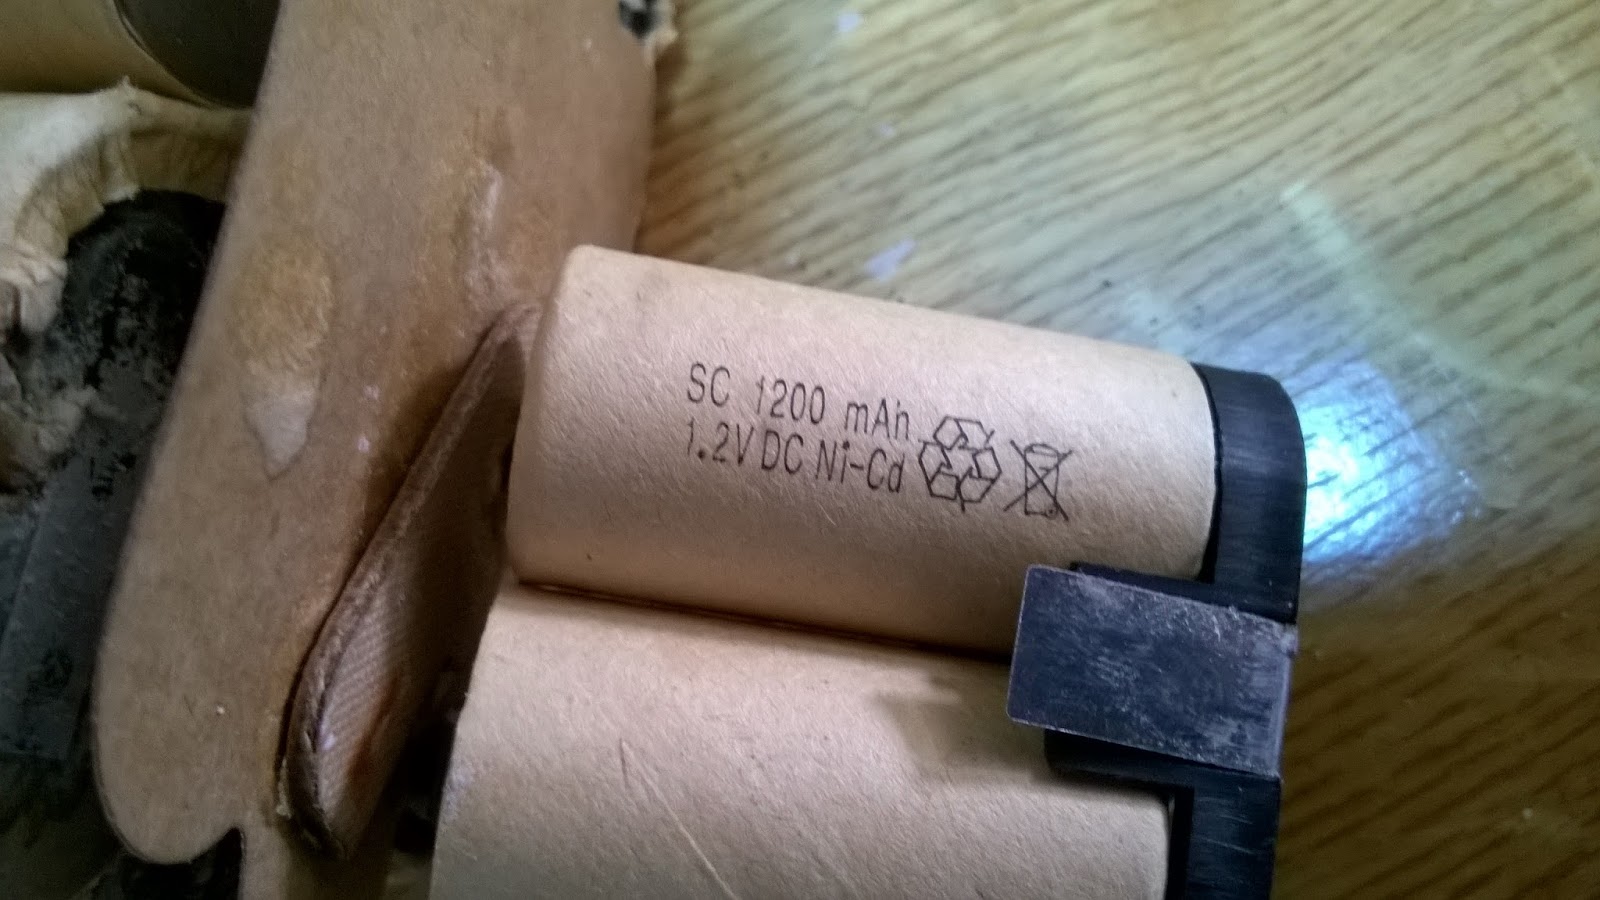 SC 1200 mAh
1.2V DC Ni-Cd